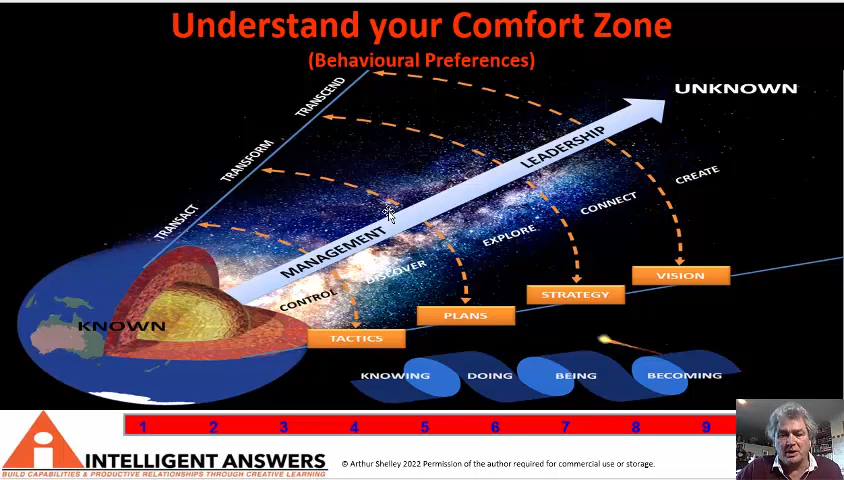 Understand your Comfort Zone
(Behavioural Preferences)
UNKNOWN
TRANSCEND
LEADERSHIP
TRANSFORM
CREATE
CONNECT
TRANSACT
EXPLORE
MANAGEMENT
DISCOVER
VISION
CONTROL
STRATEGY
PLANS
KNOWN
TACTICS
KNOWING DOING BEING BECOMING
1 2 3 4 5 6 7 8 9
INTELLIGENT ANSWERS
BUILD CAPABILITIES & PRODUCTIVE RELATIONSHIPS THROUGH CREATIVE LEARNING
© Arthur Shelley 2022 Permission of the author required for commercial use or storage.